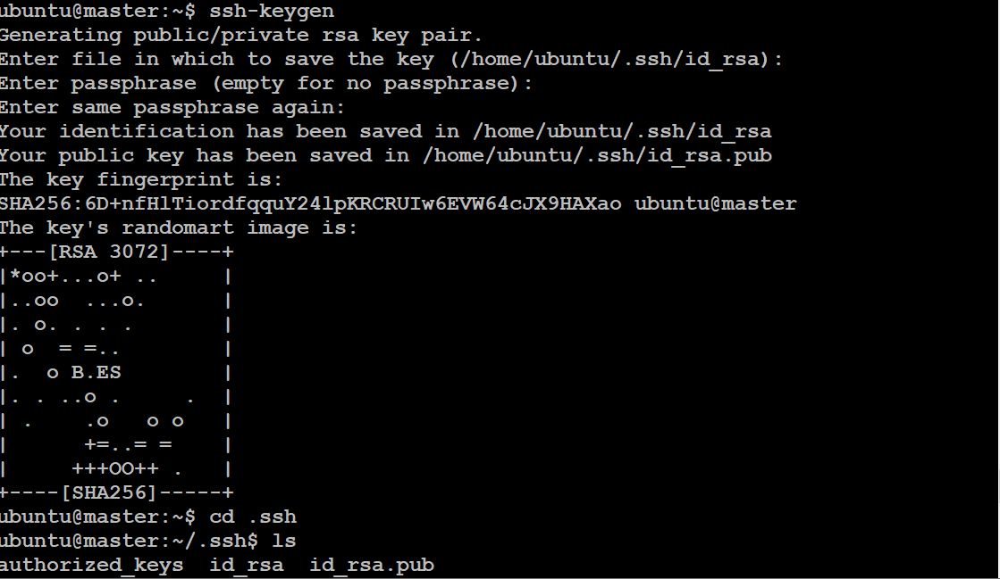 ubuntu@master:~$ ssh-keygen
Generating public/private rsa key pair.
Enter file in which to save the key (/home/ubuntu/.ssh/id_rsa):
Enter passphrase (empty for no passphrase):
Enter same passphrase again:
Your identification has been saved in /home/ubuntu/.ssh/id_rsa
Your public key has been saved in /home/ubuntu/.ssh/id_rsa.pub
The key fingerprint is:
SHA256:6D+nfHlTiordfqquY24lpKRCRUIw6EVW64cJX9HAXao ubuntu@master
The key's randomart image is:
+---[RSA 3072]----+
|*oo+...o+ ..     |
|..oo  ...o.      |
|. o. . . .       |
| o  = =..        |
|.  o B.ES        |
|. . ..o .     .  |
| .    .o   o o   |
|      +=..= =    |
|     +++OO++ .   |
+----[SHA256]-----+
ubuntu@master:~$ cd .ssh
ubuntu@master:~/.ssh$ ls
authorized_keys  id_rsa  id_rsa.pub